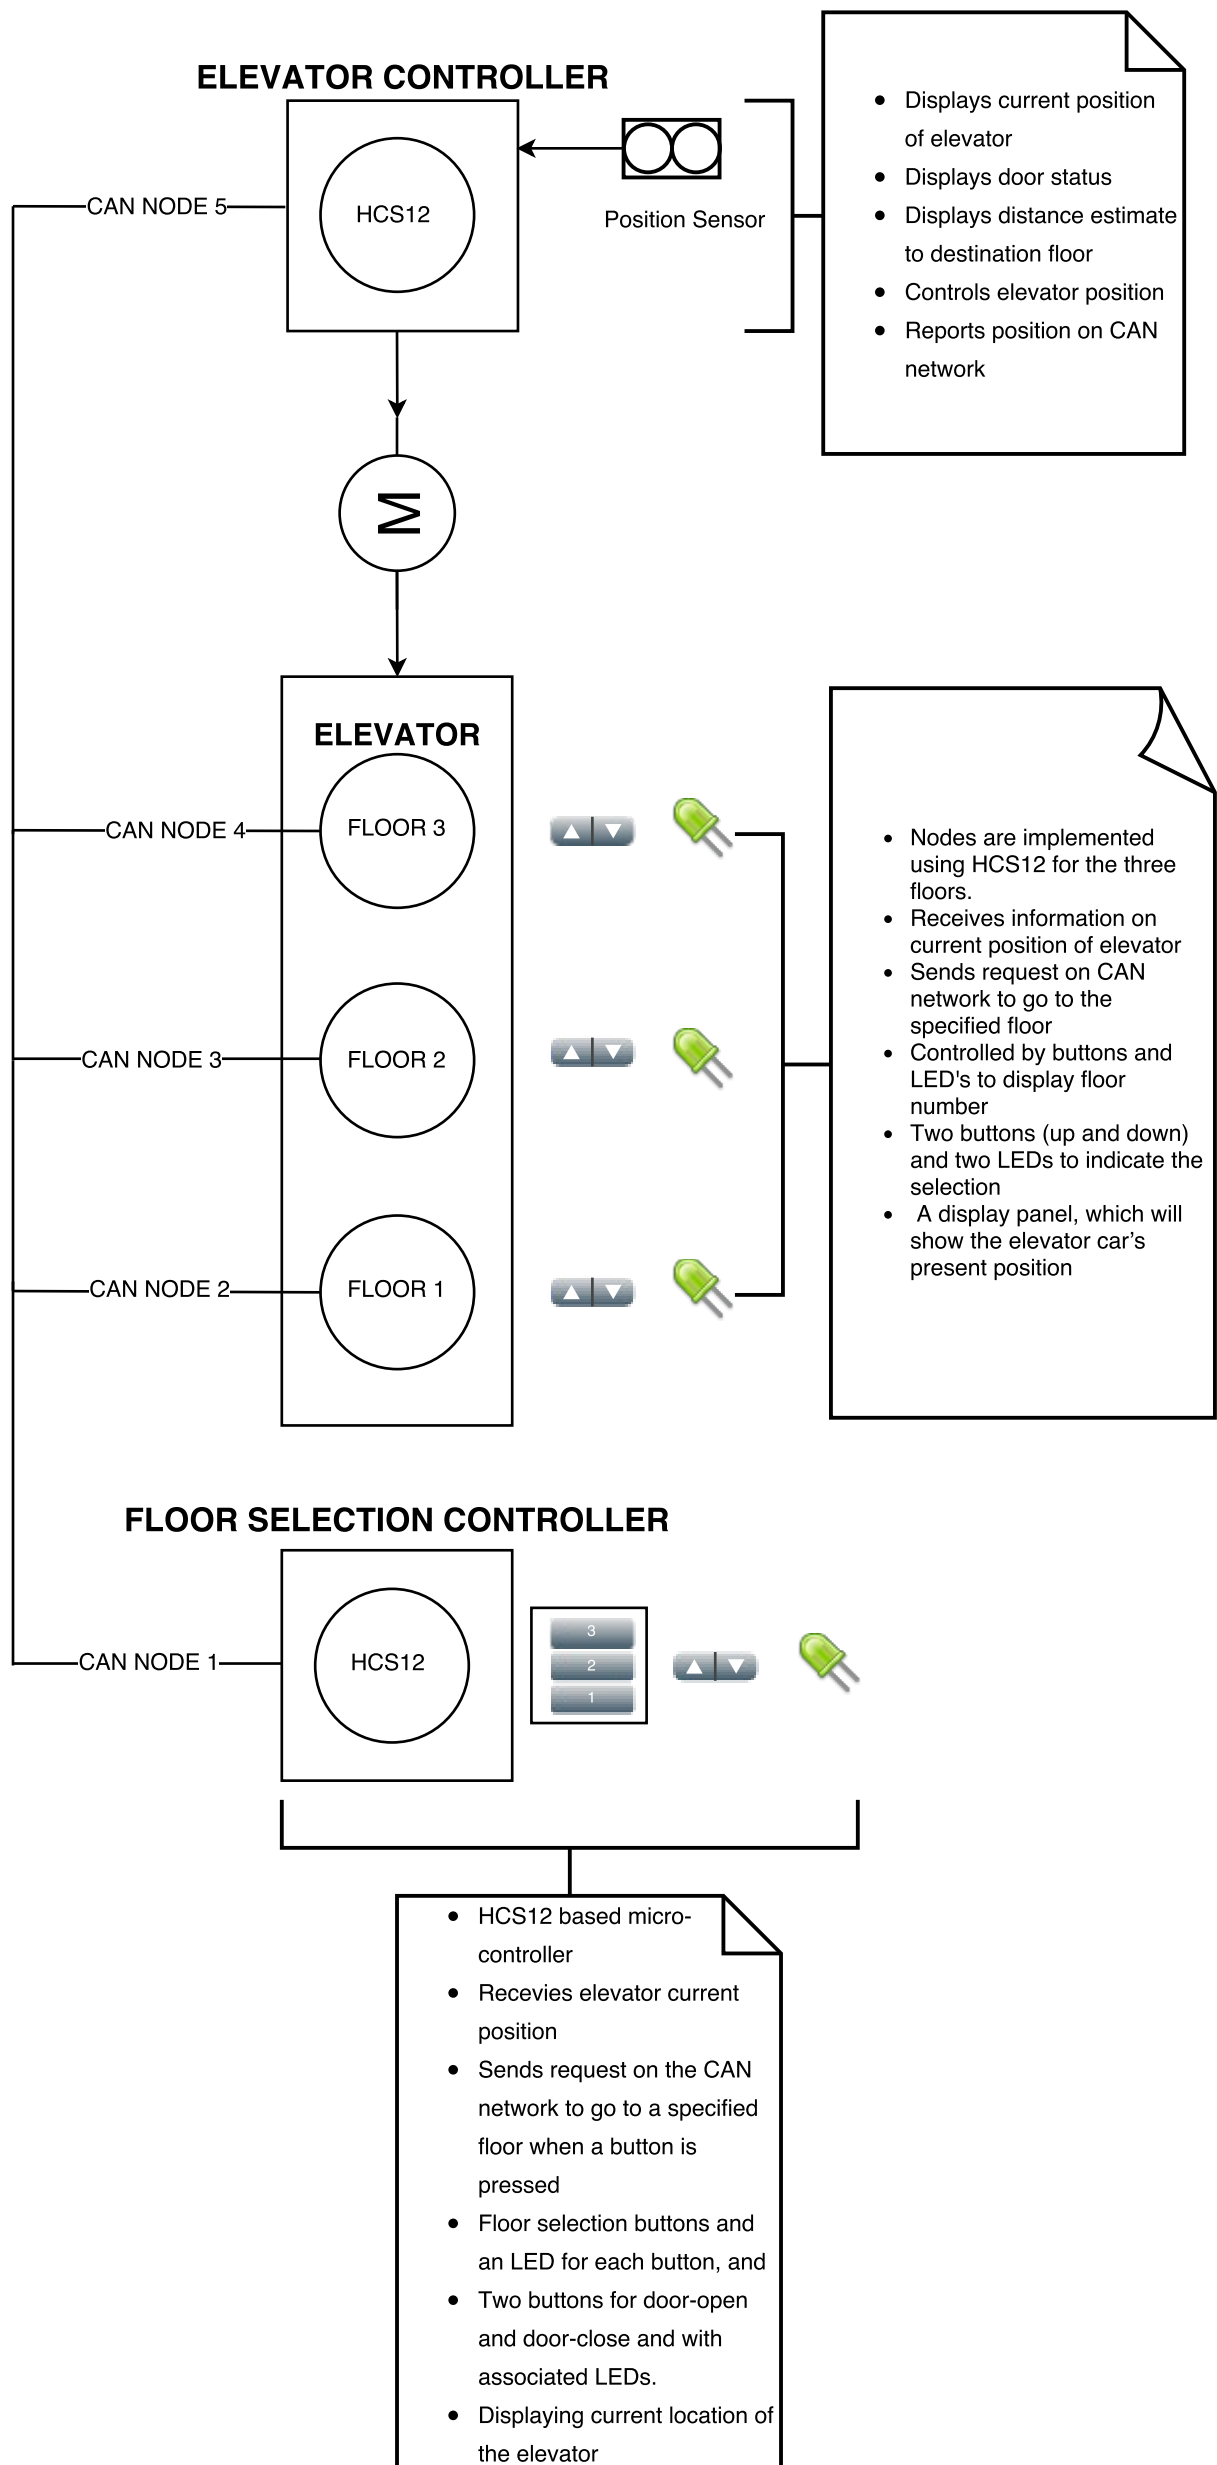 ELEVATOR CONTROLLER
CAN NODE 5
HCS12
Position Sensor
● Displays current position
of elevator
● Displays door status
● Displays distance estimate
to destination floor
● Controls elevator position
● Reports position on CAN
network
M
ELEVATOR
CAN NODE 4
FLOOR 3
CAN NODE 3
FLOOR 2
CAN NODE 2
FLOOR 1
● Nodes are implemented
using HCS12 for the three
floors.
● Receives information on
current position of elevator
● Sends request on CAN
network to go to the
specified floor
● Controlled by buttons and
LED's to display floor
number
● Two buttons (up and down)
and two LEDs to indicate the
selection
● A display panel, which will
show the elevator car’s
present position
FLOOR SELECTION CONTROLLER
CAN NODE 1
HCS12
3
2
1
● HCS12 based micro-
controller
● Recevies elevator current
position
● Sends request on the CAN
network to go to a specified
floor when a button is
pressed
● Floor selection buttons and
an LED for each button, and
● Two buttons for door-open
and door-close and with
associated LEDs.
● Displaying current location of
the elevator